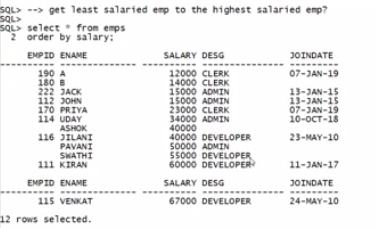 SQL> --> get least salaried emp to the highest salaried emp?
SQL>
SQL> select * from emps
2 order by salary;
EMPID ENAME SALARY DESG JOINDATE
---------- ---------- ---------- ---------- ---------
190 A 12000 CLERK 07-JAN-19
180 B 14000 CLERK
222 JACK 15000 ADMIN 13-JAN-15
112 JOHN 15000 ADMIN 13-JAN-15
170 PRIYA 23000 CLERK 07-JAN-19
114 UDAY 34000 ADMIN 10-OCT-18
ASHOK 40000
116 JILANI 40000 DEVELOPER 23-MAY-10
PAVANI 50000 ADMIN
SWATHI 55000 DEVELOPER
111 KIRAN 60000 DEVELOPER 11-JAN-17
EMPID ENAME SALARY DESG JOINDATE
---------- ---------- ---------- ---------- ---------
115 VENKAT 67000 DEVELOPER 24-MAY-10
12 rows selected.